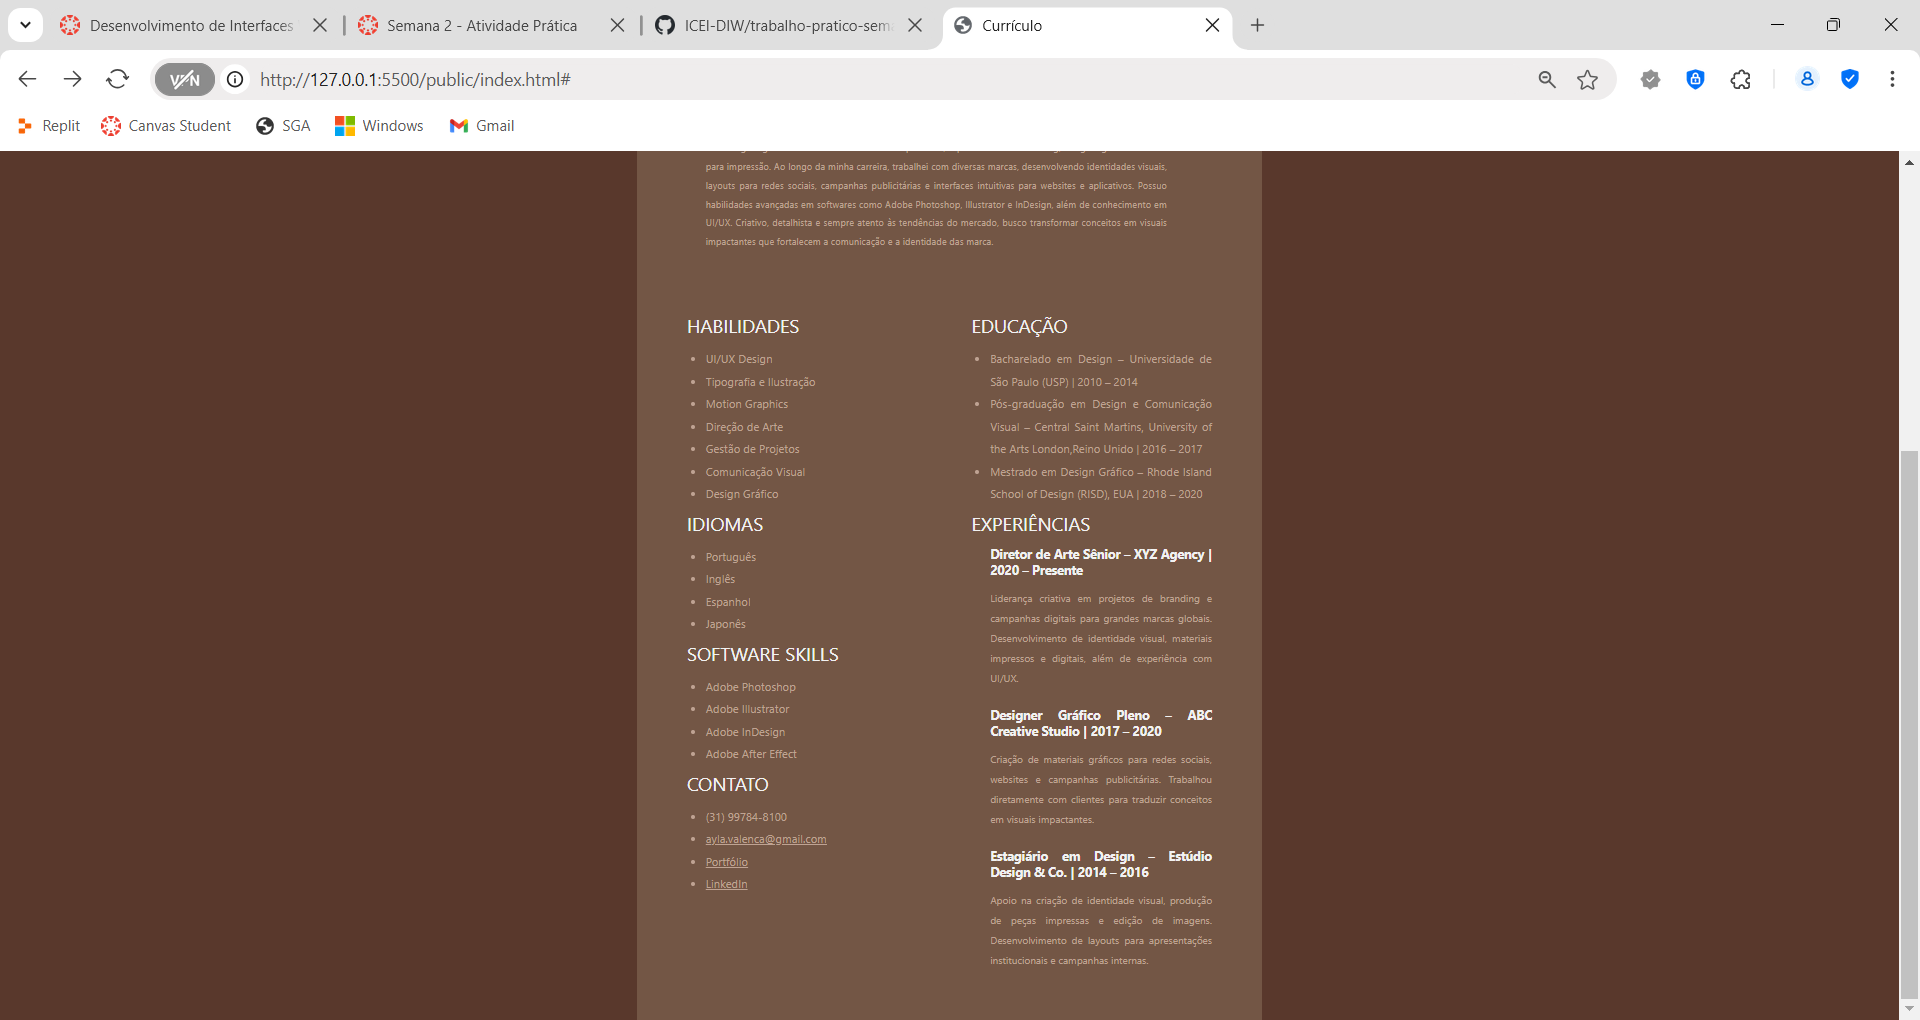 Desenvolvimento de Interfaces
Semana 2 - Atividade Prática
ICEI-DIW/trabalho-pratico-sema
Currículo
VPN
http://127.0.0.1:5500/public/index.html#
Replit
Canvas Student
SGA
Windows
Gmail
para impressão. Ao longo da minha carreira, trabalhei com diversas marcas, desenvolvendo identidades visuais,
layouts para redes sociais, campanhas publicitárias e interfaces intuitivas para websites e aplicativos. Possuo
habilidades avançadas em softwares como Adobe Photoshop, Illustrator e InDesign, além de conhecimento em
UI/UX. Criativo, detalhista e sempre atento às tendências do mercado, busco transformar conceitos em visuais
impactantes que fortalecem a comunicação e a identidade das marca.
HABILIDADES
UI/UX Design
Tipografia e Ilustração
Motion Graphics
Direção de Arte
Gestão de Projetos
Comunicação Visual
Design Gráfico
IDIOMAS
Português
Inglês
Espanhol
Japonês
SOFTWARE SKILLS
Adobe Photoshop
Adobe Illustrator
Adobe InDesign
Adobe After Effect
CONTATO
(31) 99784-8100
ayla.valenca@gmail.com
Portfólio
LinkedIn
EDUCAÇÃO
Bacharelado em Design – Universidade de
São Paulo (USP) | 2010 – 2014
Pós-graduação em Design e Comunicação
Visual – Central Saint Martins, University of
the Arts London,Reino Unido | 2016 – 2017
Mestrado em Design Gráfico – Rhode Island
School of Design (RISD), EUA | 2018 – 2020
EXPERIÊNCIAS
Diretor de Arte Sênior – XYZ Agency |
2020 – Presente
Liderança criativa em projetos de branding e
campanhas digitais para grandes marcas globais.
Desenvolvimento de identidade visual, materiais
impressos e digitais, além de experiência com
UI/UX.
Designer Gráfico Pleno – ABC
Creative Studio | 2017 – 2020
Criação de materiais gráficos para redes sociais,
websites e campanhas publicitárias. Trabalhou
diretamente com clientes para traduzir conceitos
em visuais impactantes.
Estagiário em Design – Estúdio
Design & Co. | 2014 – 2016
Apoio na criação de identidade visual, produção
de peças impressas e edição de imagens.
Desenvolvimento de layouts para apresentações
institucionais e campanhas internas.